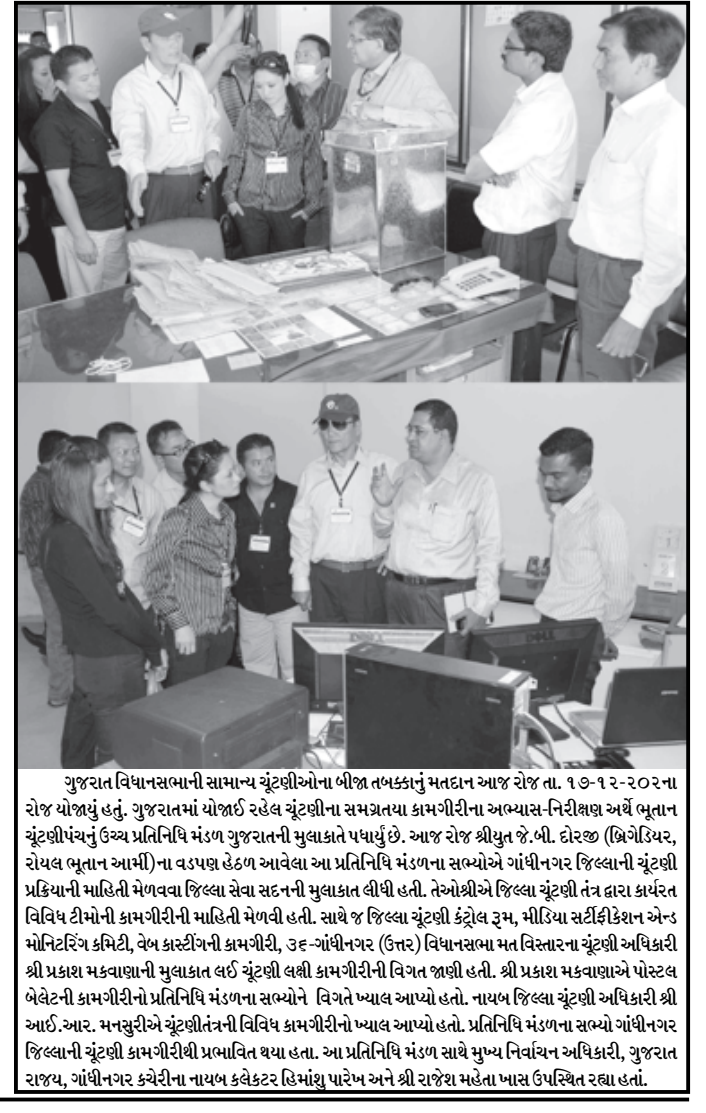 DELL
DELL
ગુજરાત વિધાનસભાની સામાન્ય ચૂંટણીઓના બીજા તબક્કાનું મતદાન આજ રોજ તા. ૧૭-૧૨-૨૦૨ના
રોજ યોજાયું હતું. ગુજરાતમાં યોજાઈ રહેલ ચૂંટણીના સમગ્રતયા કામગીરીના અભ્યાસ-નિરીક્ષણ અર્થે ભૂતાન
ચૂંટણીપંચનું ઉચ્ચ પ્રતિનિધિ મંડળ ગુજરાતની મુલાકાતે પધાર્યું છે. આજ રોજ શ્રીયુત જે.બી. દોરજી (બ્રિગેડિયર,
રોયલ ભૂતાન આર્મી)ના વડપણ હેઠળ આવેલા આ પ્રતિનિધિ મંડળના સભ્યોએ ગાંધીનગર જિલ્લાની ચૂંટણી
પ્રક્રિયાની માહિતી મેળવવા જિલ્લા સેવા સદનની મુલાકાત લીધી હતી. તેઓશ્રીએ જિલ્લા ચૂંટણી તંત્ર દ્વારા કાર્યરત
વિવિધ ટીમોની કામગીરીની માહિતી મેળવી હતી. સાથે જ જિલ્લા ચૂંટણી કંટ્રોલ રૂમ, મીડિયા સર્ટીફીકેશન એન્ડ
મોનિટરિંગ કમિટી, વેબ કાસ્ટીંગની કામગીરી, ૩૬-ગાંધીનગર (ઉત્તર) વિધાનસભા મત વિસ્તારના ચૂંટણી અધિકારી
શ્રી પ્રકાશ મકવાણાની મુલાકાત લઈ ચૂંટણી લક્ષી કામગીરીની વિગત જાણી હતી. શ્રી પ્રકાશ મકવાણાએ પોસ્ટલ
બેલેટની કામગીરીનો પ્રતિનિધિ મંડળના સભ્યોને વિગતે ખ્યાલ આપ્યો હતો. નાયબ જિલ્લા ચૂંટણી અધિકારી શ્રી
આઈ.આર. મનસુરીએ ચૂંટણીતંત્રની વિવિધ કામગીરીનો ખ્યાલ આપ્યો હતો. પ્રતિનિધિ મંડળના સભ્યો ગાંધીનગર
જિલ્લાની ચૂંટણી કામગીરીથી પ્રભાવિત થયા હતા. આ પ્રતિનિધિ મંડળ સાથે મુખ્ય નિર્વાચન અધિકારી, ગુજરાત
રાજય, ગાંધીનગર કચેરીના નાયબ કલેકટર હિમાંશુ પારેખ અને શ્રી રાજેશ મહેતા ખાસ ઉપસ્થિત રહ્યા હતાં.